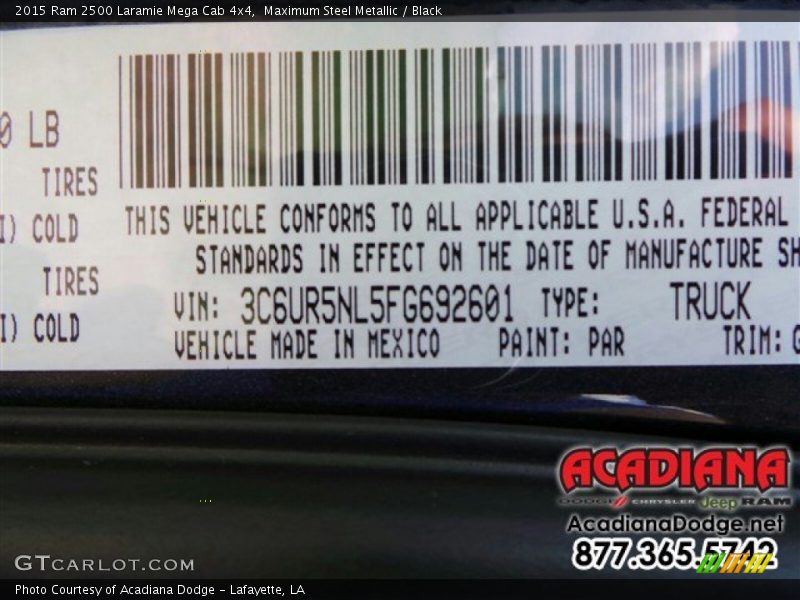 2015 Ram 2500 Laramie Mega Cab 4x4, Maximum Steel Metallic / Black
0 LB
TIRES
I) COLD
THIS VEHICLE CONFORMS TO ALL APPLICABLE U.S.A. FEDERAL
STANDARDS IN EFFECT ON THE DATE OF MANUFACTURE SH
TIRES
VIN: 3C6UR5NL5FG692601 TYPE: TRUCK
I) COLD
VEHICLE MADE IN MEXICO PAINT: PAR TRIM: G
ACADIANA
DODGE CHRYSLER Jeep RAM
AcadianaDodge.net
877.365.5742
GTCARLOT.COM
Photo Courtesy of Acadiana Dodge - Lafayette, LA